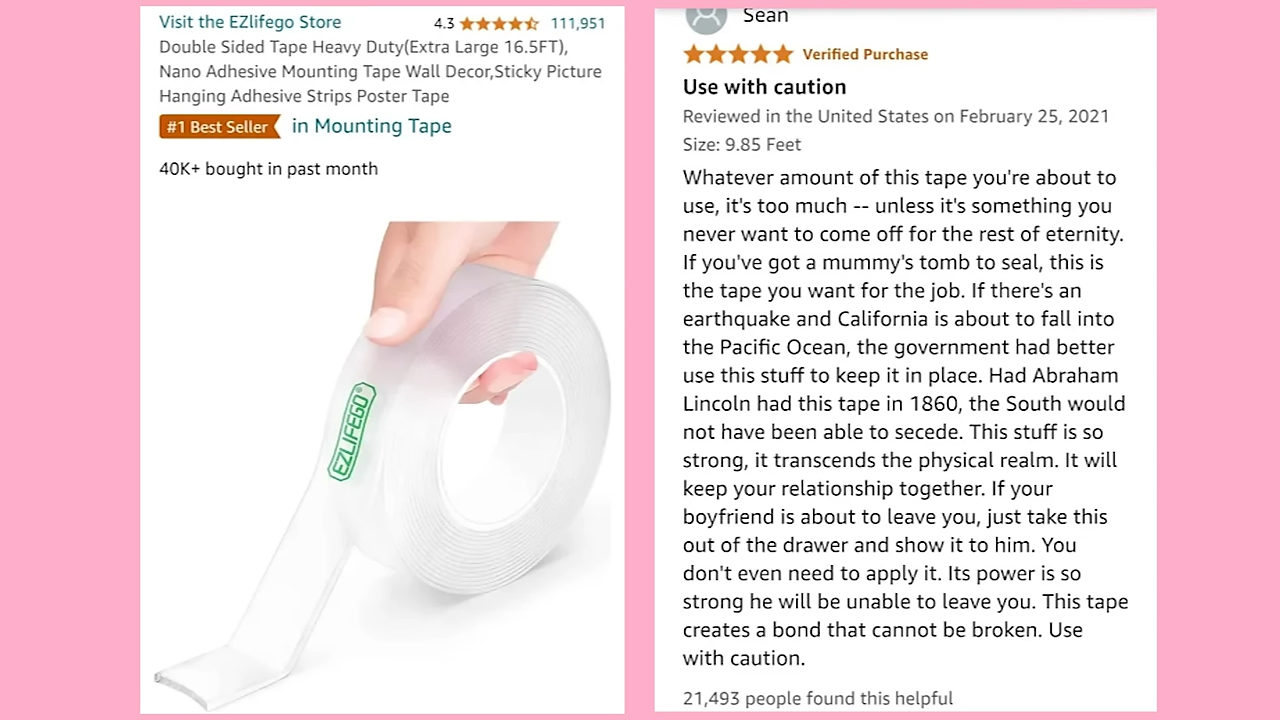 Visit the EZlifego Store 4.3 111,951
Double Sided Tape Heavy Duty(Extra Large 16.5FT),
Nano Adhesive Mounting Tape Wall Decor,Sticky Picture
Hanging Adhesive Strips Poster Tape
#1 Best Seller in Mounting Tape
40K+ bought in past month
EZLIFEGO®
Sean
Verified Purchase
Use with caution
Reviewed in the United States on February 25, 2021
Size: 9.85 Feet
Whatever amount of this tape you're about to
use, it's too much -- unless it's something you
never want to come off for the rest of eternity.
If you've got a mummy's tomb to seal, this is
the tape you want for the job. If there's an
earthquake and California is about to fall into
the Pacific Ocean, the government had better
use this stuff to keep it in place. Had Abraham
Lincoln had this tape in 1860, the South would
not have been able to secede. This stuff is so
strong, it transcends the physical realm. It will
keep your relationship together. If your
boyfriend is about to leave you, just take this
out of the drawer and show it to him. You
don't even need to apply it. Its power is so
strong he will be unable to leave you. This tape
creates a bond that cannot be broken. Use
with caution.
21,493 people found this helpful